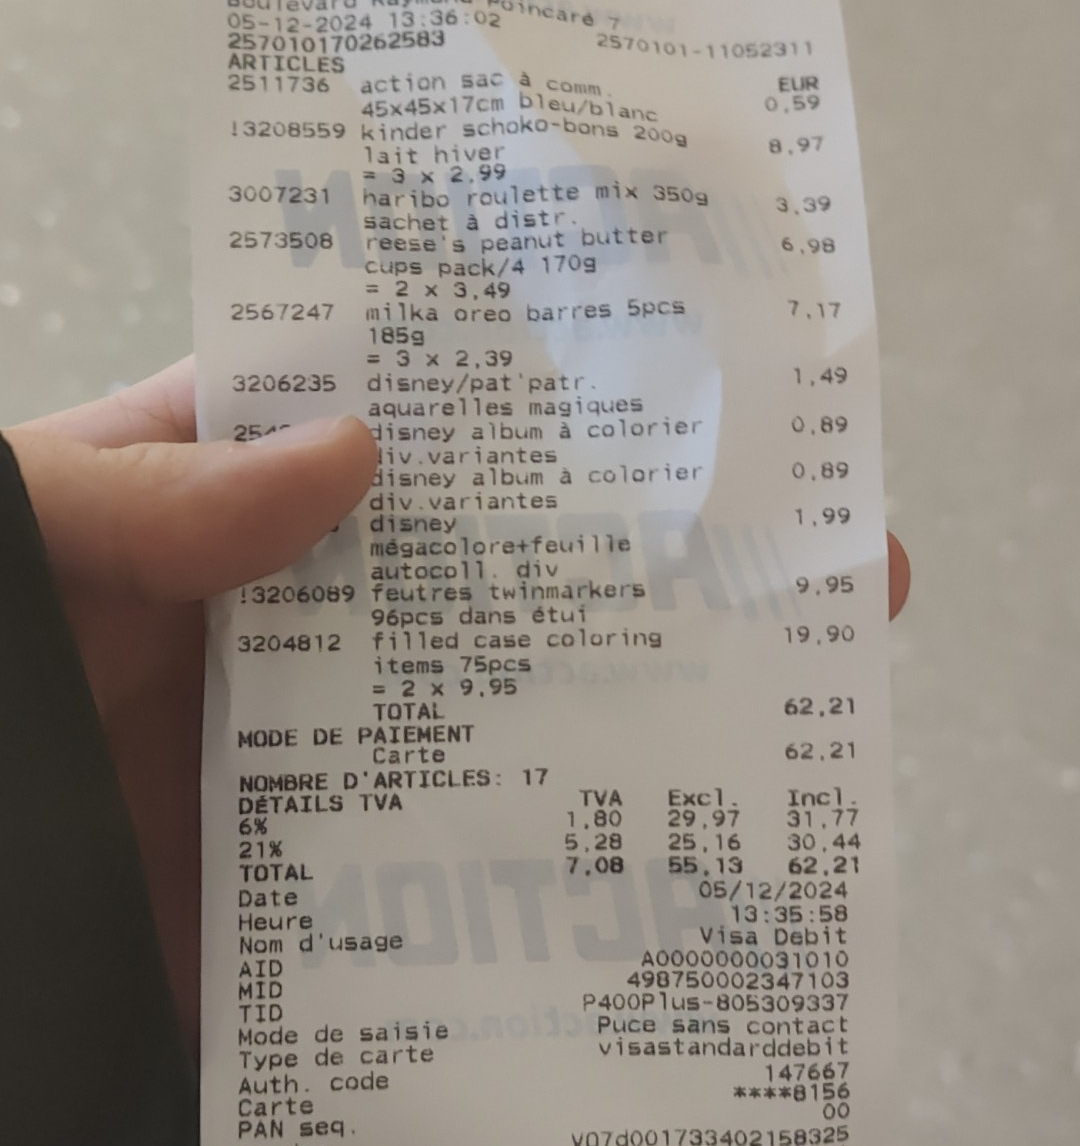 Boulevard Raymond Poincaré 7
05-12-2024 13:36:02
257010170262583 2570101-11052311
ARTICLES EUR
2511736 action sac à comm. 0,59
45x45x17cm bleu/blanc
!3208559 kinder schoko-bons 200g 8,97
lait hiver
= 3 x 2,99
3007231 haribo roulette mix 350g 3,39
sachet à distr.
2573508 reese's peanut butter 6,98
cups pack/4 170g
= 2 x 3,49
2567247 milka oreo barres 5pcs 7,17
185g
= 3 x 2,39
3206235 disney/pat'patr. 1,49
aquarelles magiques
disney album à colorier 0,89
div.variantes
disney album à colorier 0,89
div.variantes
disney 1,99
mégacolore+feuille
autocoll. div
!3206089 feutres twinmarkers 9,95
96pcs dans étui
3204812 filled case coloring 19,90
items 75pcs
= 2 x 9,95
TOTAL 62,21
MODE DE PAIEMENT
Carte 62,21
NOMBRE D'ARTICLES: 17
DÉTAILS TVA TVA Excl. Incl.
6% 1,80 29,97 31,77
21% 5,28 25,16 30,44
TOTAL 7,08 55,13 62,21
Date 05/12/2024
Heure 13:35:58
Nom d'usage Visa Debit
AID A0000000031010
MID 498750002347103
TID P400Plus-805309337
Mode de saisie Puce sans contact
Type de carte visastandarddebit
Auth. code 147667
Carte ****8156
PAN seq. 00
V07d001733402158325